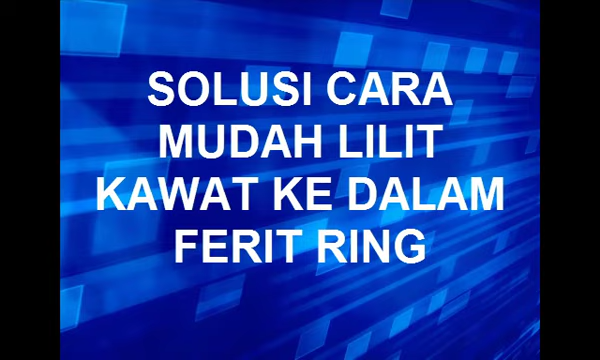 SOLUSI CARA
MUDAH LILIT
KAWAT KE DALAM
FERIT RING